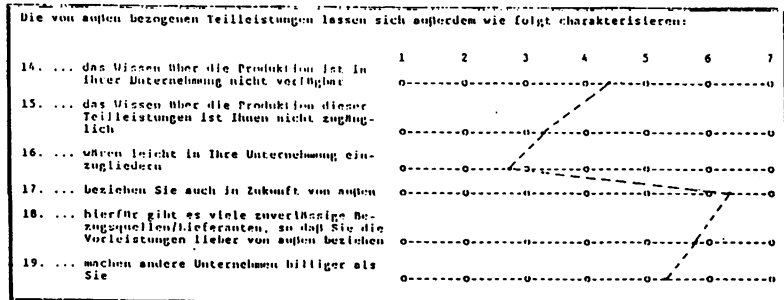 Die von außen bezogenen Teilleistungen lassen sich außerdem wie folgt charakterisieren:
1 2 3 4 5 6 7
14. ... das Wissen über die Produktion ist in
Ihrer Unternehmung nicht verfügbar
15. ... das Wissen über die Produktion dieser
Teilleistungen ist Ihnen nicht zugäng-
lich
16. ... wären leicht in Ihre Unternehmung ein-
zugliedern
17. ... beziehen Sie auch in Zukunft von außen
18. ... hierfür gibt es viele zuverlässige Be-
zugsquellen/Lieferanten, so daß Sie die
Vorleistungen lieber von außen beziehen
19. ... machen andere Unternehmen billiger als
Sie